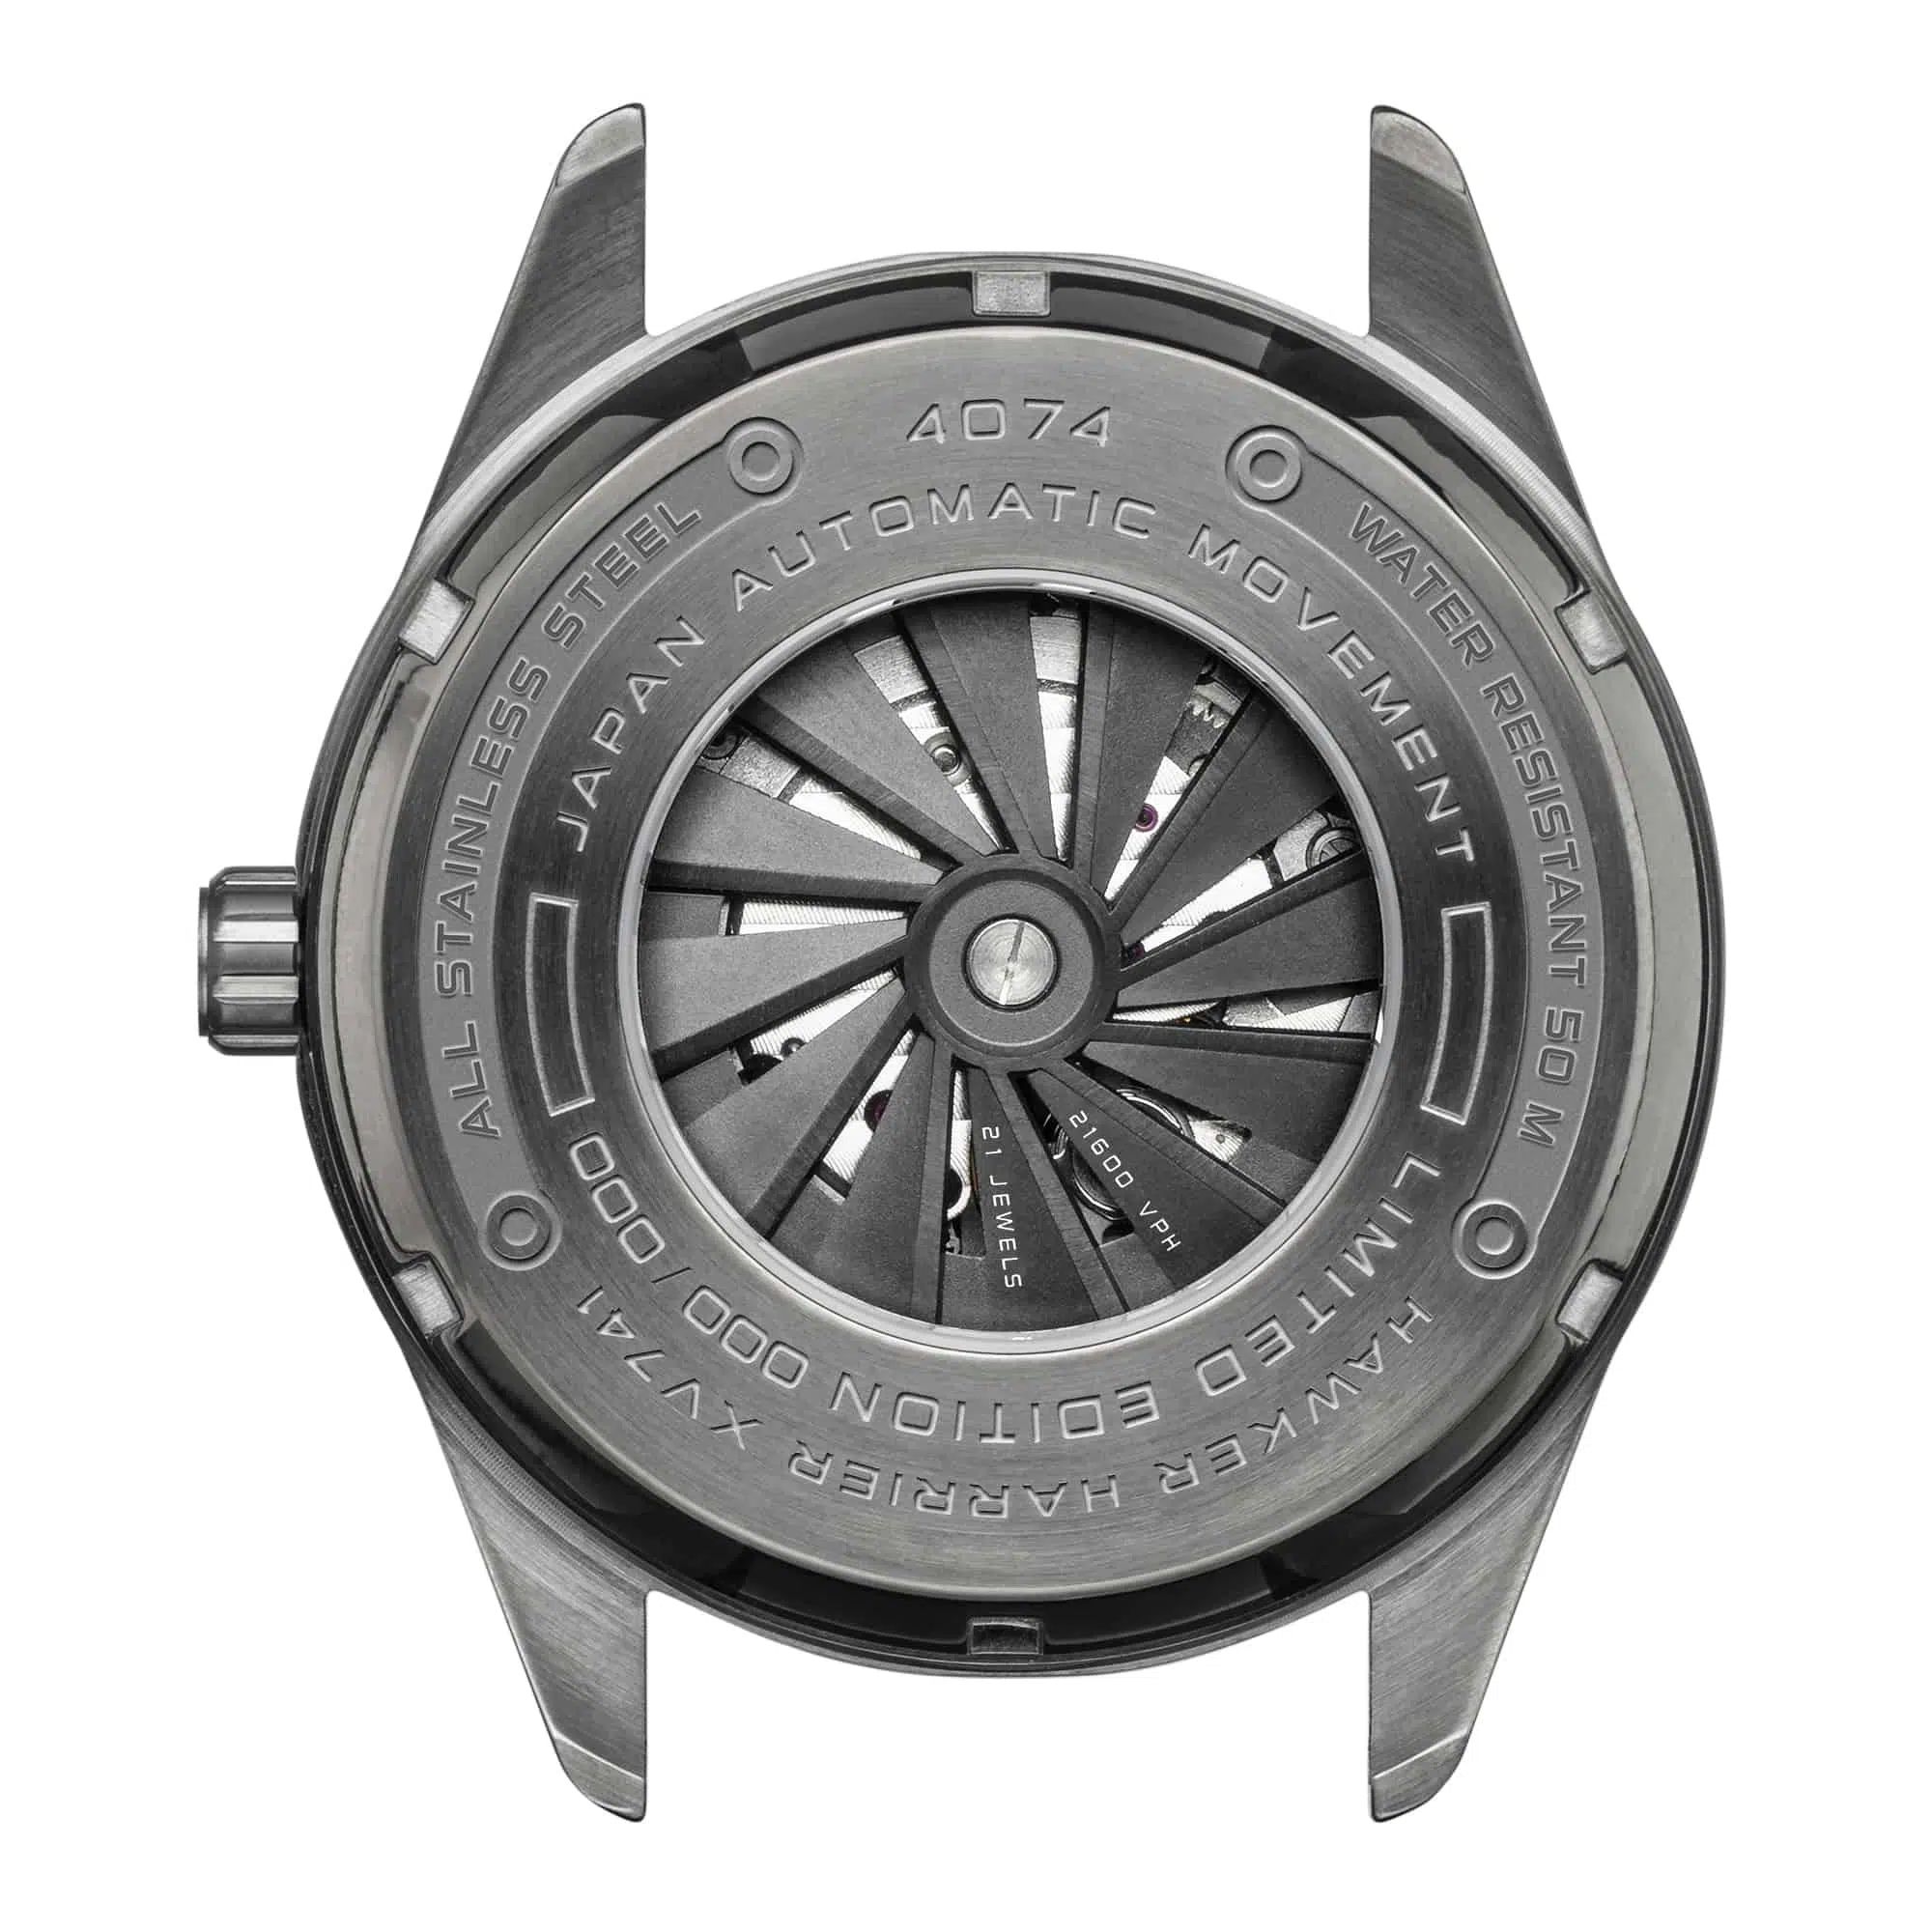 4074
ALL STAINLESS STEEL
WATER RESISTANT 50 M
JAPAN AUTOMATIC MOVEMENT
21600 VPH
21 JEWELS
LIMITED EDITION 000/000
HAWKER HARRIER XV741